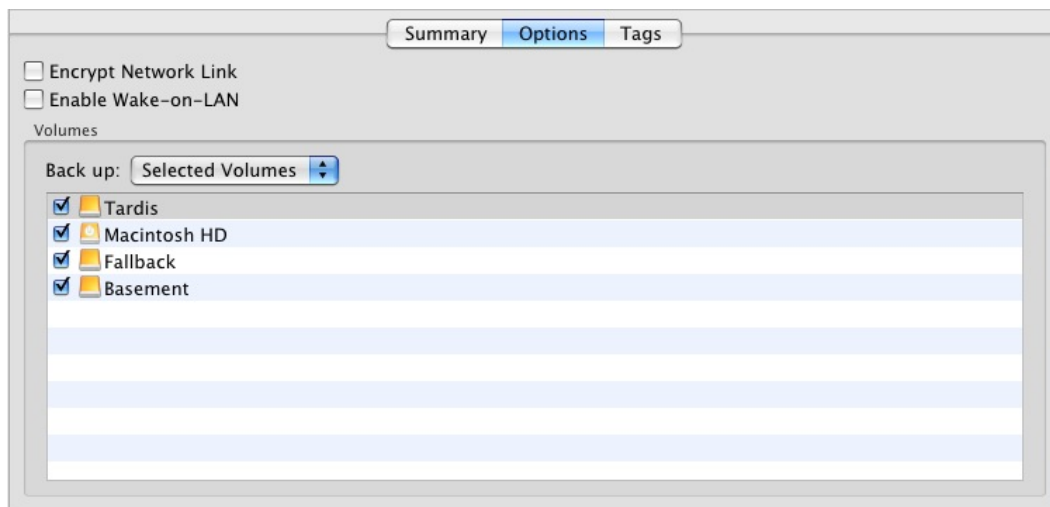 Summary Options Tags
Encrypt Network Link
Enable Wake-on-LAN
Volumes
Back up: Selected Volumes
Tardis
Macintosh HD
Fallback
Basement